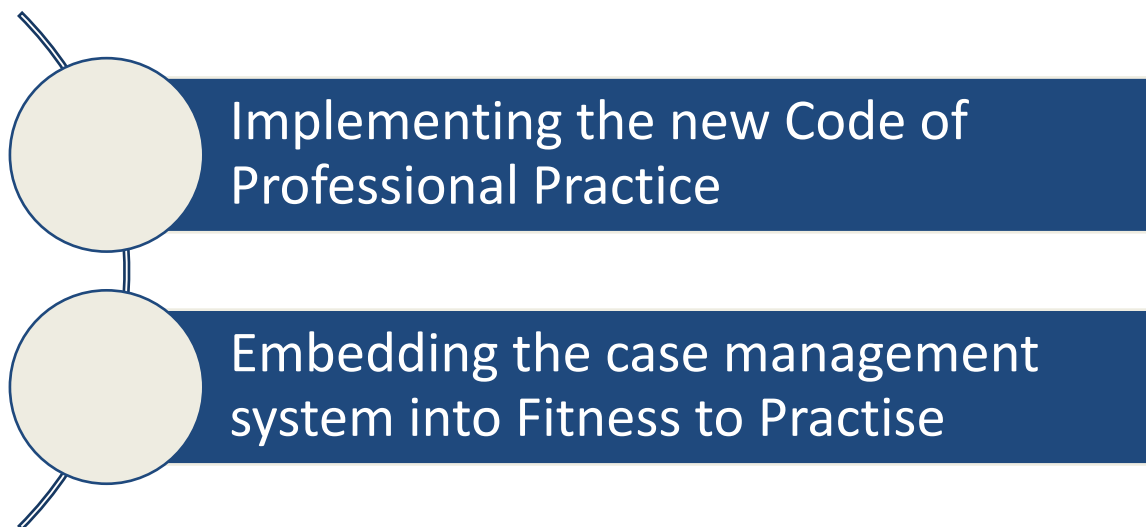 Implementing the new Code of
Professional Practice
Embedding the case management
system into Fitness to Practise